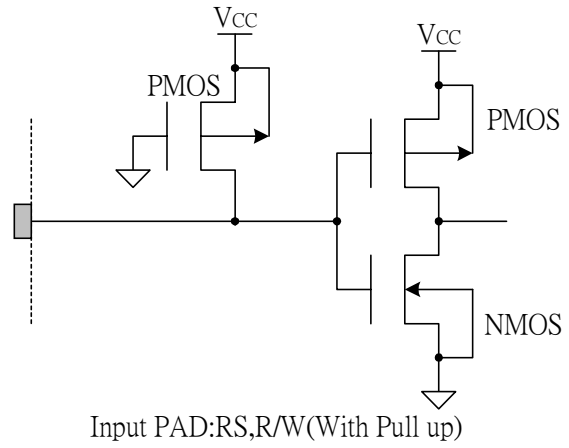 VCC
VCC
PMOS
PMOS
NMOS
Input PAD:RS,R/W(With Pull up)